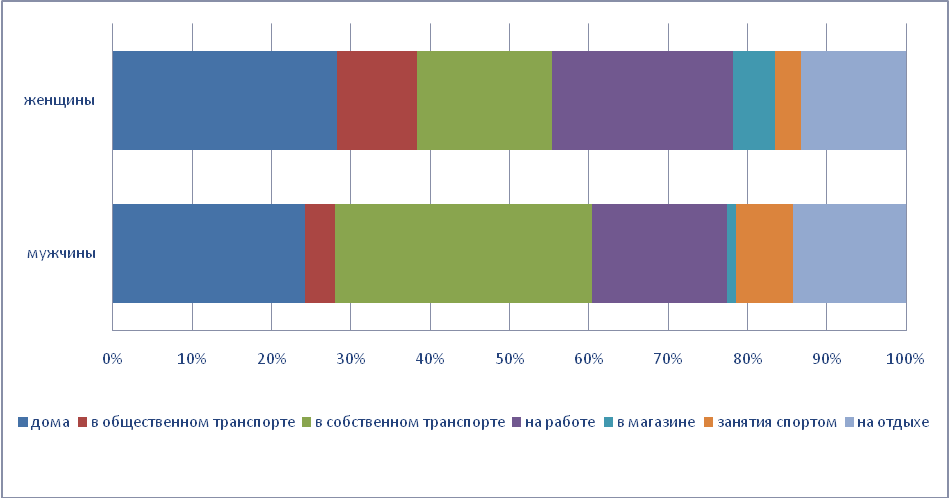 женщины
мужчины
0% 10% 20% 30% 40% 50% 60% 70% 80% 90% 100%
дома в общественном транспорте в собственном транспорте на работе в магазине занятия спортом на отдыхе